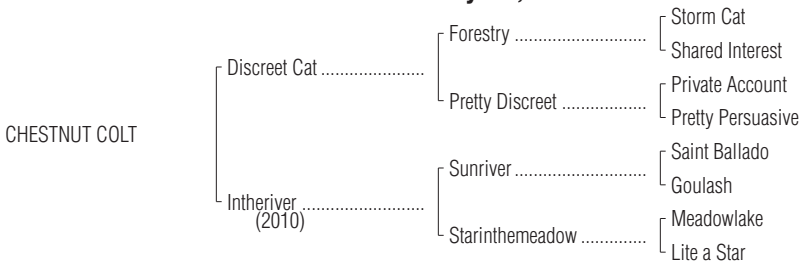 Storm Cat
Forestry ..........................
Shared Interest
Discreet Cat ......................
Private Account
Pretty Discreet .................
Pretty Persuasive
CHESTNUT COLT
Saint Ballado
Sunriver ..........................
Goulash
Intheriver ..........................
(2010)
Meadowlake
Starinthemeadow .............
Lite a Star